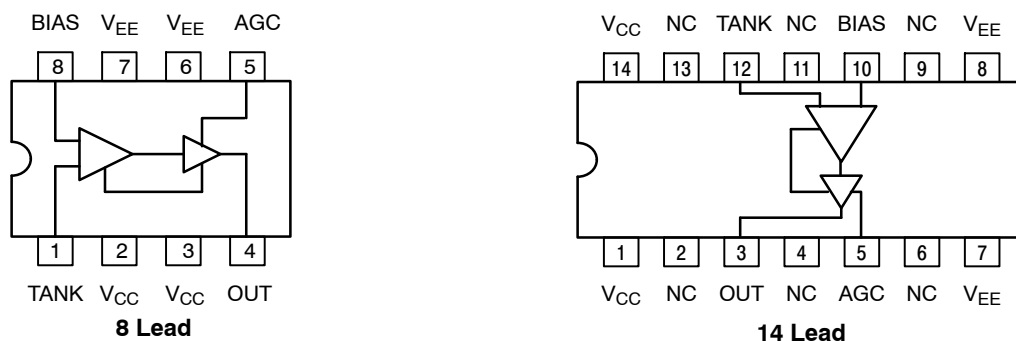 BIAS VEE VEE AGC
8 7 6 5
1 2 3 4
TANK VCC VCC OUT
8 Lead
VCC NC TANK NC BIAS NC VEE
14 13 12 11 10 9 8
1 2 3 4 5 6 7
VCC NC OUT NC AGC NC VEE
14 Lead